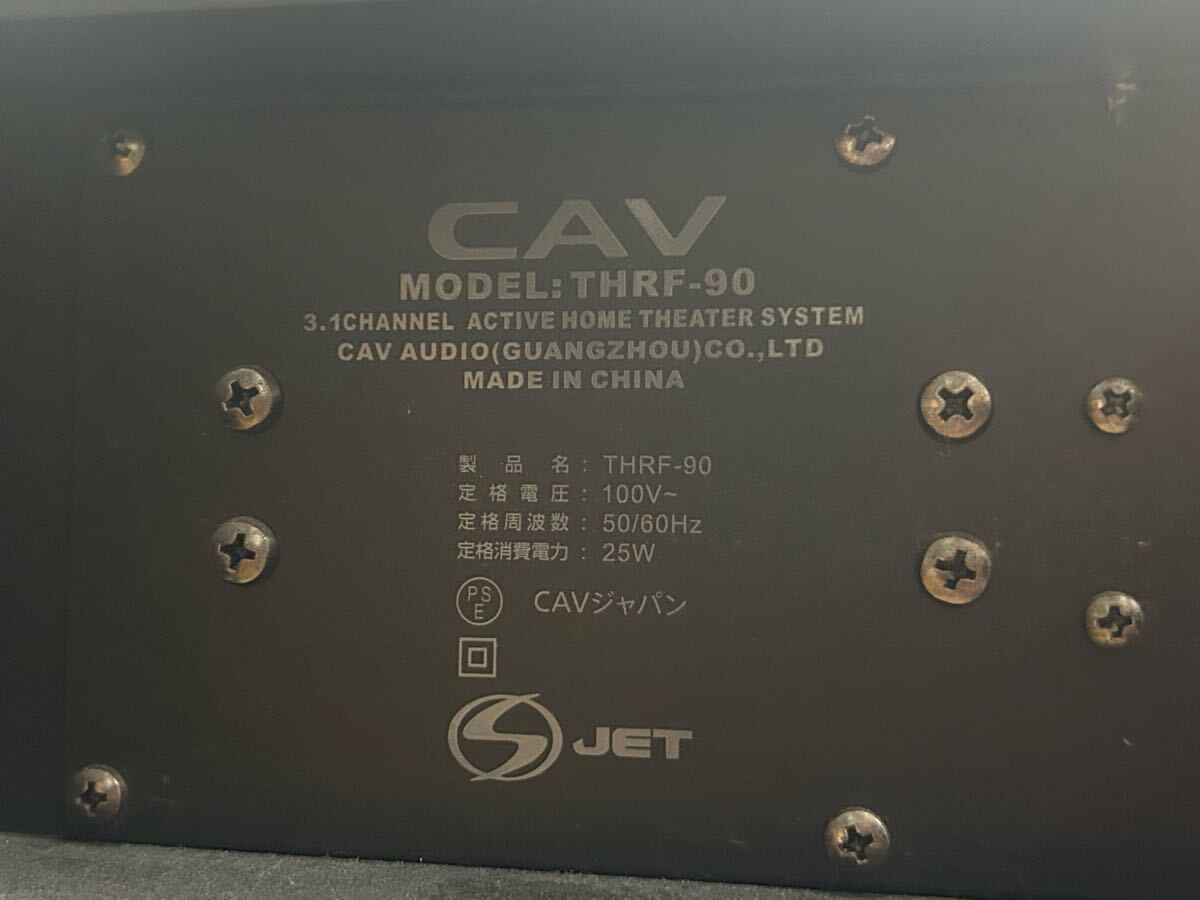 CAV
MODEL:THRF-90
3.1CHANNEL ACTIVE HOME THEATER SYSTEM
CAV AUDIO(GUANGZHOU)CO.,LTD
MADE IN CHINA
製品名: THRF-90
定格電圧: 100V~
定格周波数: 50/60Hz
定格消費電力: 25W
PS
E CAVジャパン
S JET